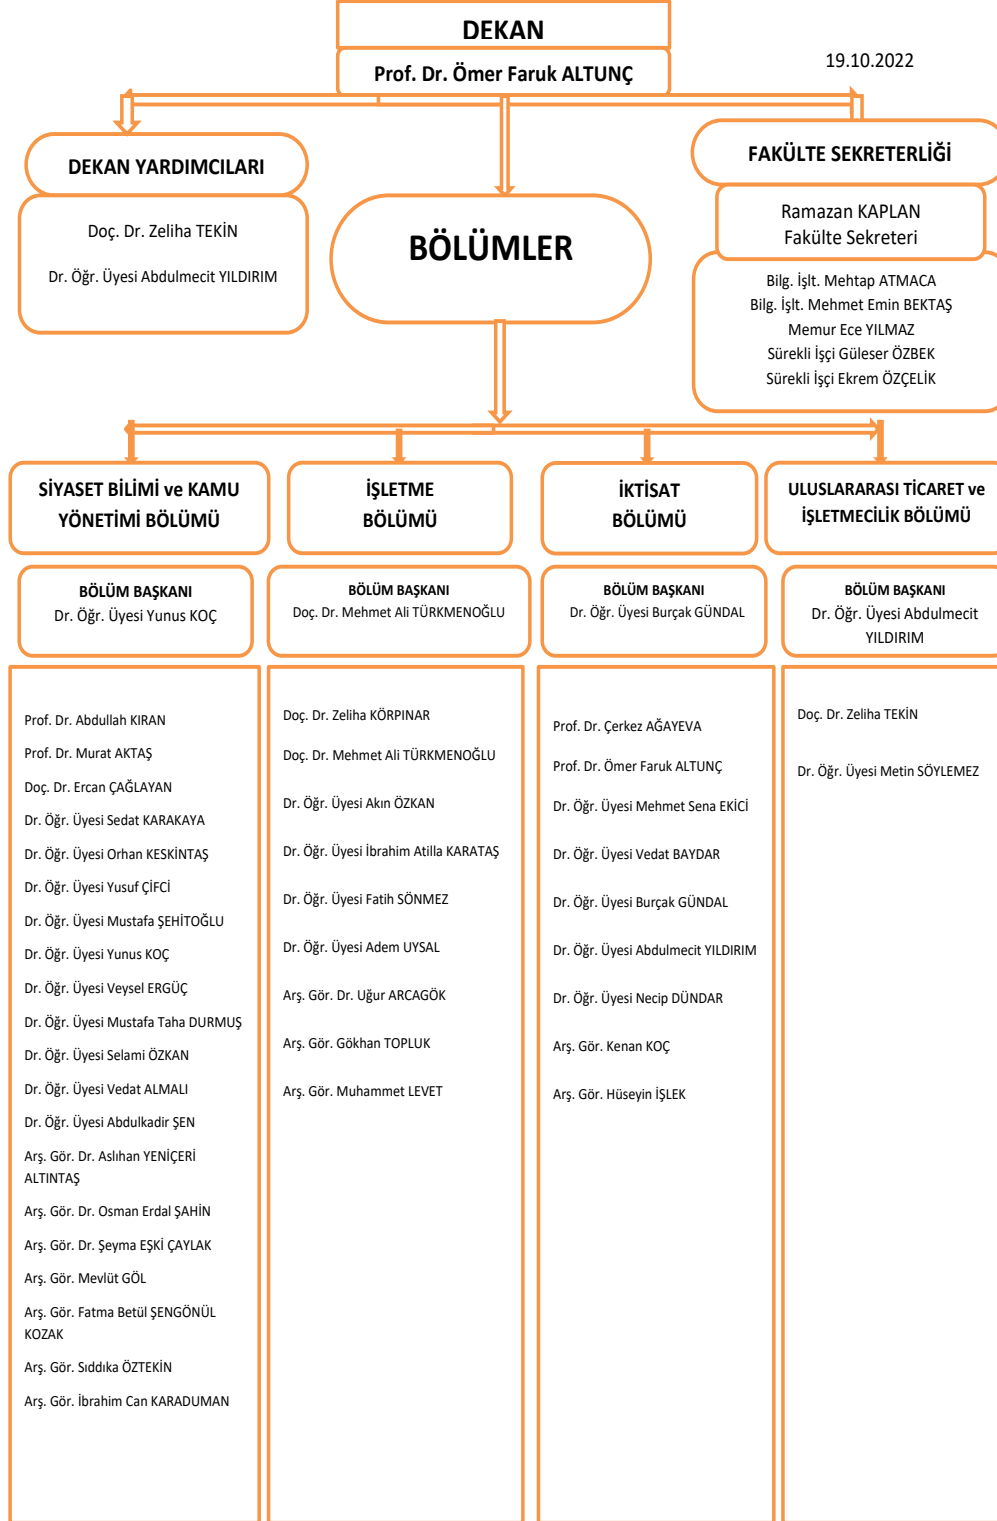 DEKAN
Prof. Dr. Ömer Faruk ALTUNÇ
19.10.2022
DEKAN YARDIMCILARI
Doç. Dr. Zeliha TEKİN
Dr. Öğr. Üyesi Abdulmecit YILDIRIM
BÖLÜMLER
FAKÜLTE SEKRETERLİĞİ
Ramazan KAPLAN
Fakülte Sekreteri
Bilg. İşlt. Mehtap ATMACA
Bilg. İşlt. Mehmet Emin BEKTAŞ
Memur Ece YILMAZ
Sürekli İşçi Güleser ÖZBEK
Sürekli İşçi Ekrem ÖZÇELİK
SİYASET BİLİMİ ve KAMU
YÖNETİMİ BÖLÜMÜ
BÖLÜM BAŞKANI
Dr. Öğr. Üyesi Yunus KOÇ
Prof. Dr. Abdullah KIRAN
Prof. Dr. Murat AKTAŞ
Doç. Dr. Ercan ÇAĞLAYAN
Dr. Öğr. Üyesi Sedat KARAKAYA
Dr. Öğr. Üyesi Orhan KESKİNTAŞ
Dr. Öğr. Üyesi Yusuf ÇİFCİ
Dr. Öğr. Üyesi Mustafa ŞEHİTOĞLU
Dr. Öğr. Üyesi Yunus KOÇ
Dr. Öğr. Üyesi Veysel ERGÜÇ
Dr. Öğr. Üyesi Mustafa Taha DURMUŞ
Dr. Öğr. Üyesi Selami ÖZKAN
Dr. Öğr. Üyesi Vedat ALMALI
Dr. Öğr. Üyesi Abdulkadir ŞEN
Arş. Gör. Dr. Aslıhan YENİÇERİ
ALTINTAŞ
Arş. Gör. Dr. Osman Erdal ŞAHİN
Arş. Gör. Dr. Şeyma EŞKİ ÇAYLAK
Arş. Gör. Mevlüt GÖL
Arş. Gör. Fatma Betül ŞENGÖNÜL
KOZAK
Arş. Gör. Sıddıka ÖZTEKİN
Arş. Gör. İbrahim Can KARADUMAN
İŞLETME
BÖLÜMÜ
BÖLÜM BAŞKANI
Doç. Dr. Mehmet Ali TÜRKMENOĞLU
Doç. Dr. Zeliha KÖRPINAR
Doç. Dr. Mehmet Ali TÜRKMENOĞLU
Dr. Öğr. Üyesi Akın ÖZKAN
Dr. Öğr. Üyesi İbrahim Atilla KARATAŞ
Dr. Öğr. Üyesi Fatih SÖNMEZ
Dr. Öğr. Üyesi Adem UYSAL
Arş. Gör. Dr. Uğur ARCAGÖK
Arş. Gör. Gökhan TOPLUK
Arş. Gör. Muhammet LEVET
İKTİSAT
BÖLÜMÜ
BÖLÜM BAŞKANI
Dr. Öğr. Üyesi Burçak GÜNDAL
Prof. Dr. Çerkez AĞAYEVA
Prof. Dr. Ömer Faruk ALTUNÇ
Dr. Öğr. Üyesi Mehmet Sena EKİCİ
Dr. Öğr. Üyesi Vedat BAYDAR
Dr. Öğr. Üyesi Burçak GÜNDAL
Dr. Öğr. Üyesi Abdulmecit YILDIRIM
Dr. Öğr. Üyesi Necip DÜNDAR
Arş. Gör. Kenan KOÇ
Arş. Gör. Hüseyin İŞLEK
ULUSLARARASI TİCARET ve
İŞLETMECİLİK BÖLÜMÜ
BÖLÜM BAŞKANI
Dr. Öğr. Üyesi Abdulmecit
YILDIRIM
Doç. Dr. Zeliha TEKİN
Dr. Öğr. Üyesi Metin SÖYLEMEZ